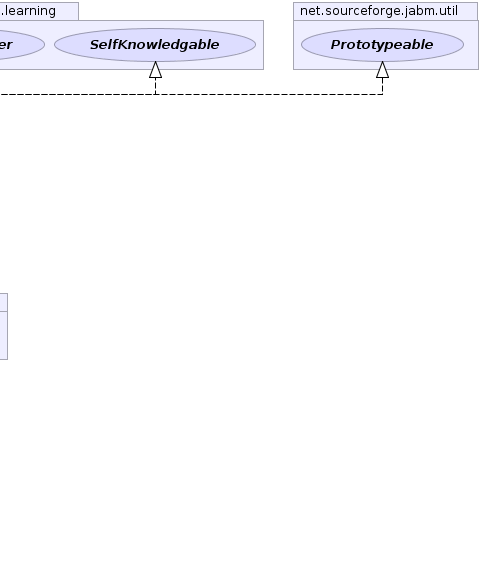 .learning
net.sourceforge.jabm.util
er
SelfKnowledgable
Prototypeable